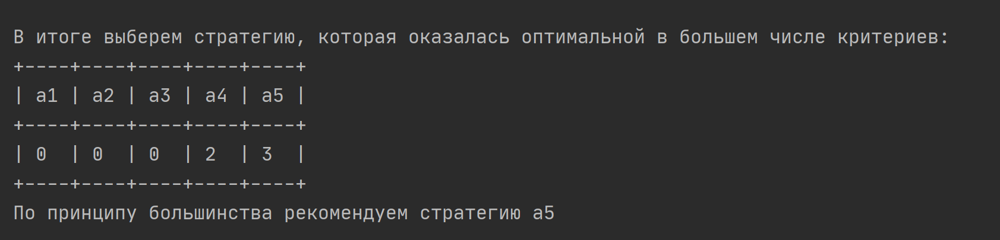 В итоге выберем стратегию, которая оказалась оптимальной в большем числе критериев:
+----+----+----+----+----+
| a1 | a2 | a3 | a4 | a5 |
+----+----+----+----+----+
| 0  | 0  | 0  | 2  | 3  |
+----+----+----+----+----+
По принципу большинства рекомендуем стратегию a5